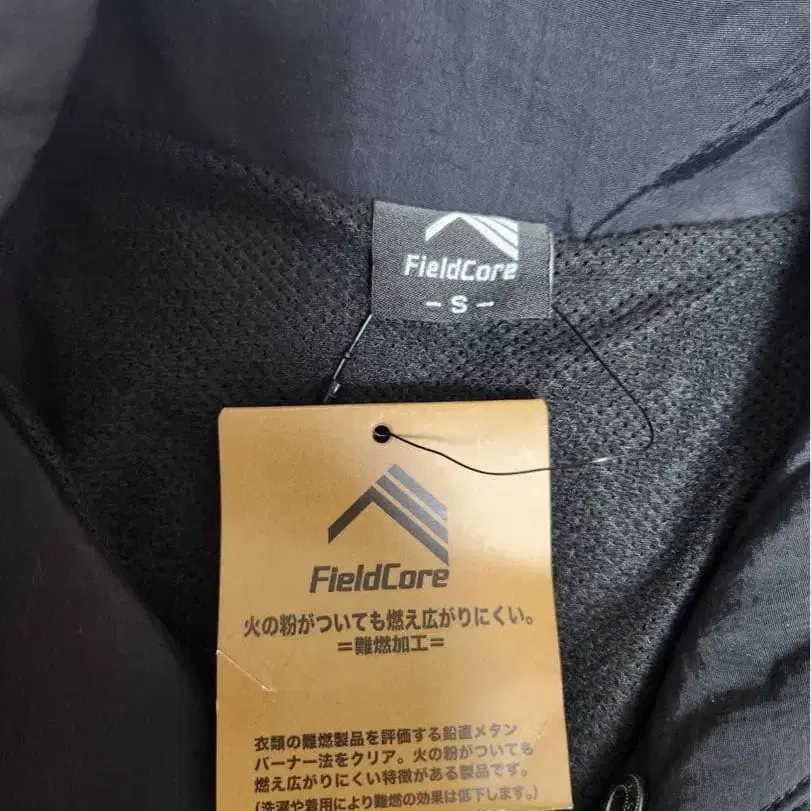 FieldCore
- S -
FieldCore
火の粉がついても燃え広がりにくい。
=難燃加工=
衣類の難燃製品を評価する鉛直メタン
バーナー法をクリア。火の粉がついても
燃え広がりにくい特徴がある製品です。
(洗濯や着用により難燃の効果は低下します。)